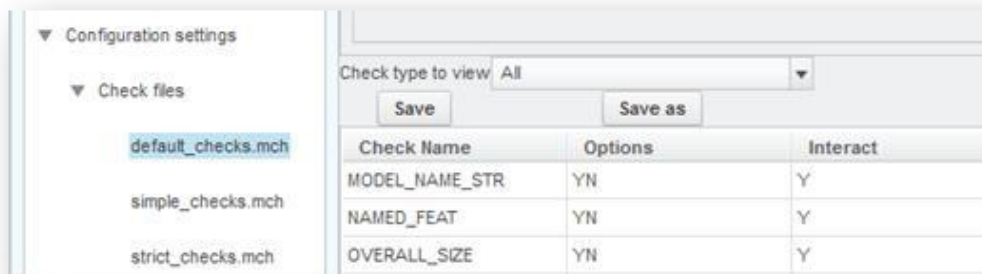 Configuration settings
Check files
default_checks.mch
simple_checks.mch
strict_checks.mch
Check type to view All
Save Save as
Check Name Options Interact
MODEL_NAME_STR YN Y
NAMED_FEAT YN Y
OVERALL_SIZE YN Y